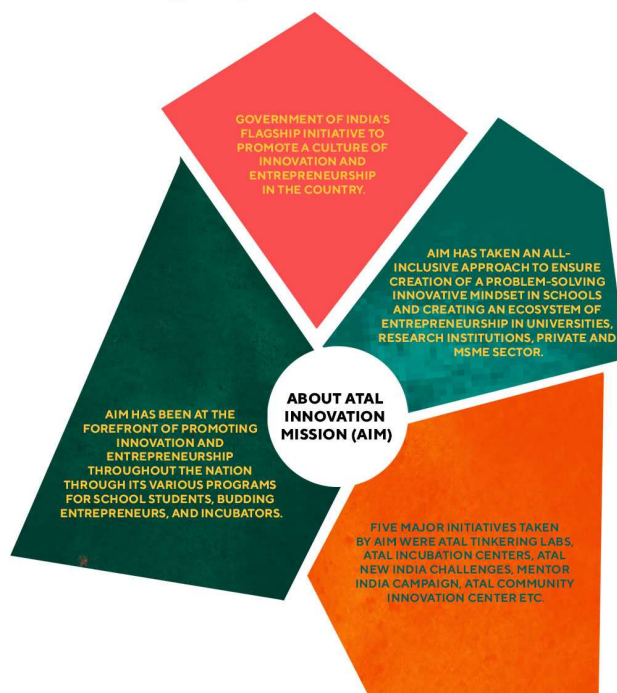 GOVERNMENT OF INDIA'S
FLAGSHIP INITIATIVE TO
PROMOTE A CULTURE OF
INNOVATION AND
ENTREPRENEURSHIP
IN THE COUNTRY.
AIM HAS TAKEN AN ALL-
INCLUSIVE APPROACH TO ENSURE
CREATION OF A PROBLEM-SOLVING
INNOVATIVE MINDSET IN SCHOOLS
AND CREATING AN ECOSYSTEM OF
ENTREPRENEURSHIP IN UNIVERSITIES,
RESEARCH INSTITUTIONS, PRIVATE AND
MSME SECTOR.
ABOUT ATAL
INNOVATION
MISSION (AIM)
AIM HAS BEEN AT THE
FOREFRONT OF PROMOTING
INNOVATION AND
ENTREPRENEURSHIP
THROUGHOUT THE NATION
THROUGH ITS VARIOUS PROGRAMS
FOR SCHOOL STUDENTS, BUDDING
ENTREPRENEURS, AND INCUBATORS.
FIVE MAJOR INITIATIVES TAKEN
BY AIM WERE ATAL TINKERING LABS,
ATAL INCUBATION CENTERS, ATAL
NEW INDIA CHALLENGES, MENTOR
INDIA CAMPAIGN, ATAL COMMUNITY
INNOVATION CENTER ETC.